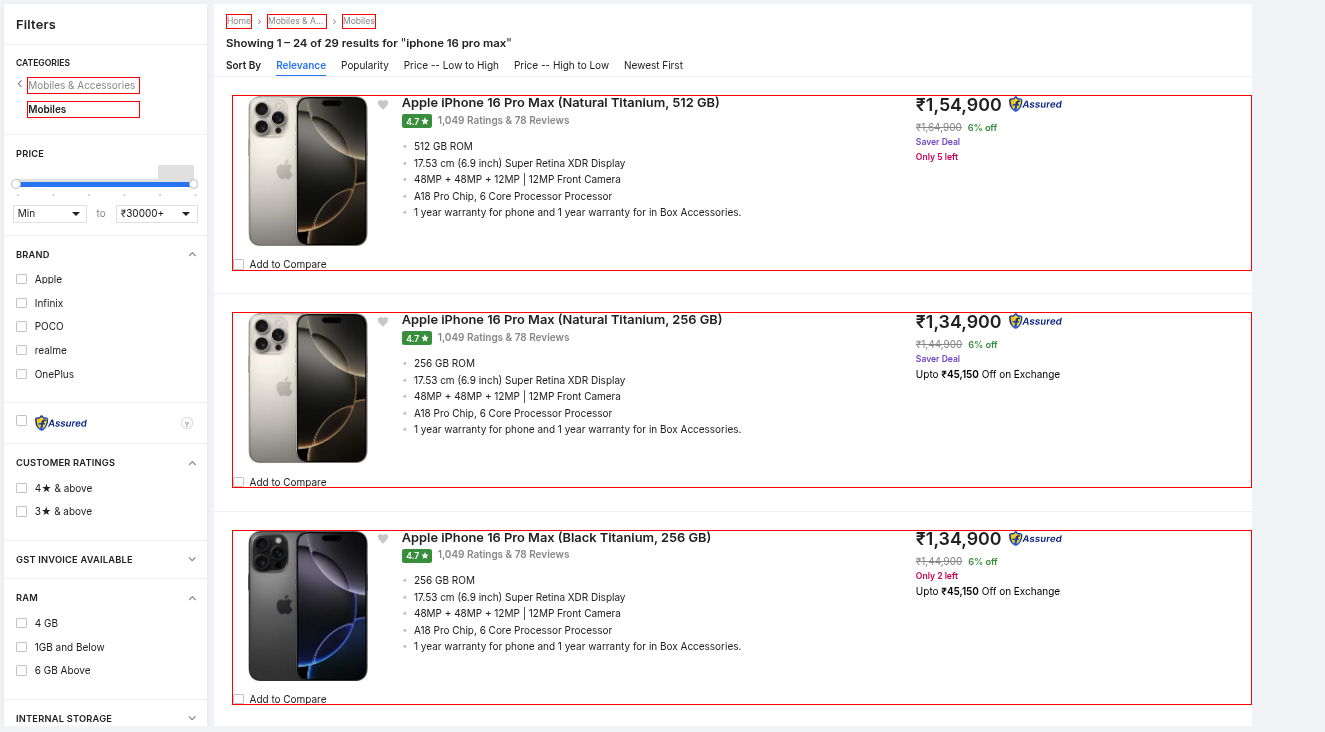 Filters
CATEGORIES
Mobiles & Accessories
Mobiles
PRICE
Min to ₹30000+
BRAND
Apple
Infinix
POCO
realme
OnePlus
Assured ?
CUSTOMER RATINGS
4★ & above
3★ & above
GST INVOICE AVAILABLE
RAM
4 GB
1GB and Below
6 GB Above
INTERNAL STORAGE
Home › Mobiles & A... › Mobiles
Showing 1 – 24 of 29 results for "iphone 16 pro max"
Sort By Relevance Popularity Price -- Low to High Price -- High to Low Newest First
Apple iPhone 16 Pro Max (Natural Titanium, 512 GB)
4.7★ 1,049 Ratings & 78 Reviews
512 GB ROM
17.53 cm (6.9 inch) Super Retina XDR Display
48MP + 48MP + 12MP | 12MP Front Camera
A18 Pro Chip, 6 Core Processor Processor
1 year warranty for phone and 1 year warranty for in Box Accessories.
₹1,54,900 Assured
₹1,64,900 6% off
Saver Deal
Only 5 left
Add to Compare
Apple iPhone 16 Pro Max (Natural Titanium, 256 GB)
4.7★ 1,049 Ratings & 78 Reviews
256 GB ROM
17.53 cm (6.9 inch) Super Retina XDR Display
48MP + 48MP + 12MP | 12MP Front Camera
A18 Pro Chip, 6 Core Processor Processor
1 year warranty for phone and 1 year warranty for in Box Accessories.
₹1,34,900 Assured
₹1,44,900 6% off
Saver Deal
Upto ₹45,150 Off on Exchange
Add to Compare
Apple iPhone 16 Pro Max (Black Titanium, 256 GB)
4.7★ 1,049 Ratings & 78 Reviews
256 GB ROM
17.53 cm (6.9 inch) Super Retina XDR Display
48MP + 48MP + 12MP | 12MP Front Camera
A18 Pro Chip, 6 Core Processor Processor
1 year warranty for phone and 1 year warranty for in Box Accessories.
₹1,34,900 Assured
₹1,44,900 6% off
Only 2 left
Upto ₹45,150 Off on Exchange
Add to Compare